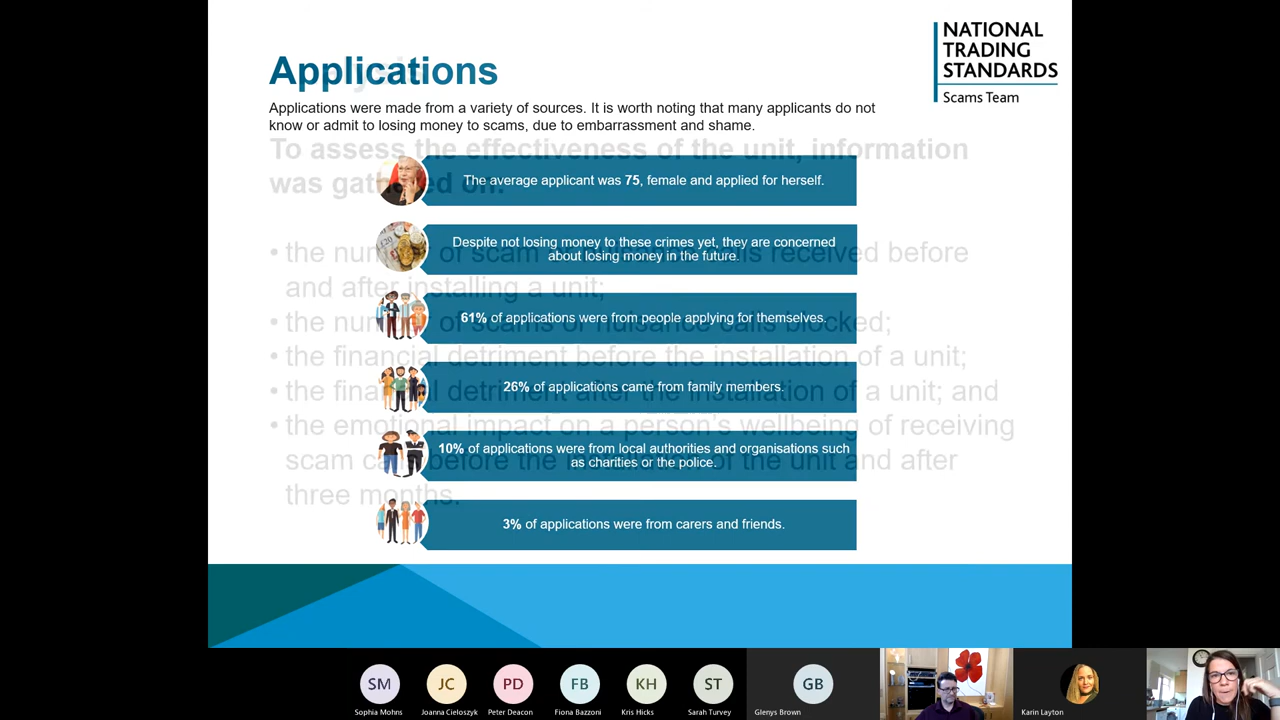 Applications
NATIONAL
TRADING
STANDARDS
Scams Team
Applications were made from a variety of sources. It is worth noting that many applicants do not
know or admit to losing money to scams, due to embarrassment and shame.
To assess the effectiveness of the unit, information
was gathered on:
The average applicant was 75, female and applied for herself.
Despite not losing money to these crimes yet, they are concerned
about losing money in the future.
61% of applications were from people applying for themselves.
26% of applications came from family members.
10% of applications were from local authorities and organisations such
as charities or the police.
3% of applications were from carers and friends.
• the number of scam or nuisance calls received before
and after installing a unit;
• the number of scams or nuisance calls blocked;
• the financial detriment before the installation of a unit;
• the financial detriment after the installation of a unit; and
• the emotional impact on a person's wellbeing of receiving
scam calls before the installation of the unit and after
three months.
SM
JC
PD
FB
KH
ST
GB
Sophia Mohns
Joanna Cieloszyk
Peter Deacon
Fiona Bazzoni
Kris Hicks
Sarah Turvey
Glenys Brown
Karin Layton